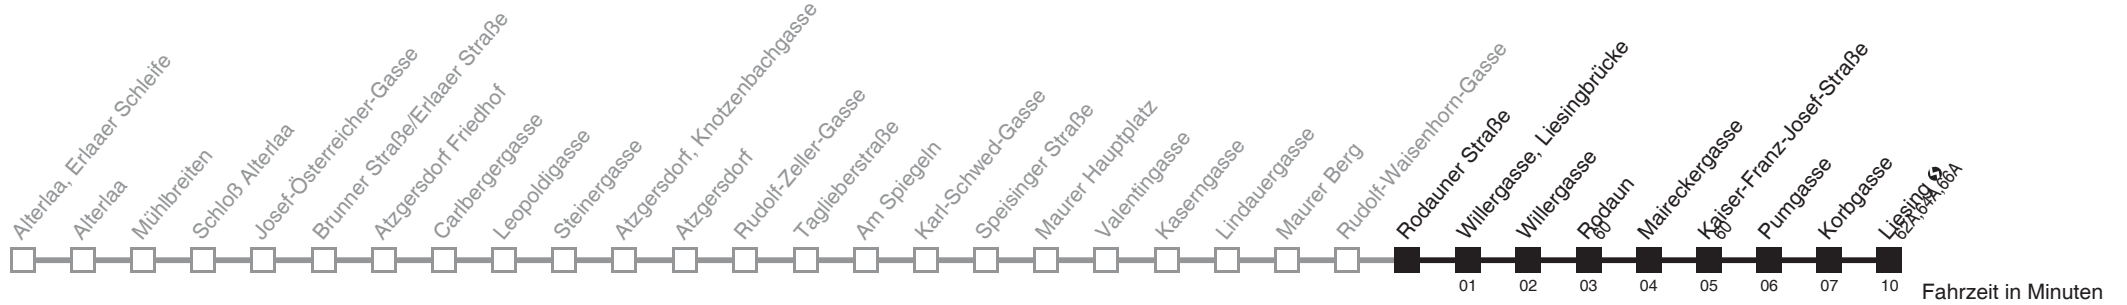 Alterlaa, Erlaaer Schleife
Alterlaa
Mühlbreiten
Schloß Alterlaa
Josef-Österreicher-Gasse
Brunner Straße/Erlaaer Straße
Atzgersdorf Friedhof
Carlbergergasse
Leopoldigasse
Steinergasse
Atzgersdorf, Knotzenbachgasse
Atzgersdorf
Rudolf-Zeller-Gasse
Taglieberstraße
Am Spiegeln
Karl-Schwed-Gasse
Speisinger Straße
Maurer Hauptplatz
Valentingasse
Kaserngasse
Lindauergasse
Maurer Berg
Rudolf-Waisenhorn-Gasse
Rodauner Straße
Willergasse, Liesingbrücke
Willergasse
Rodaun
60
Maireckergasse
Kaiser-Franz-Josef-Straße
60
Pumgasse
Korbgasse
Liesing
62A,64A,66A
01 02 03 04 05 06 07 10
Fahrzeit in Minuten